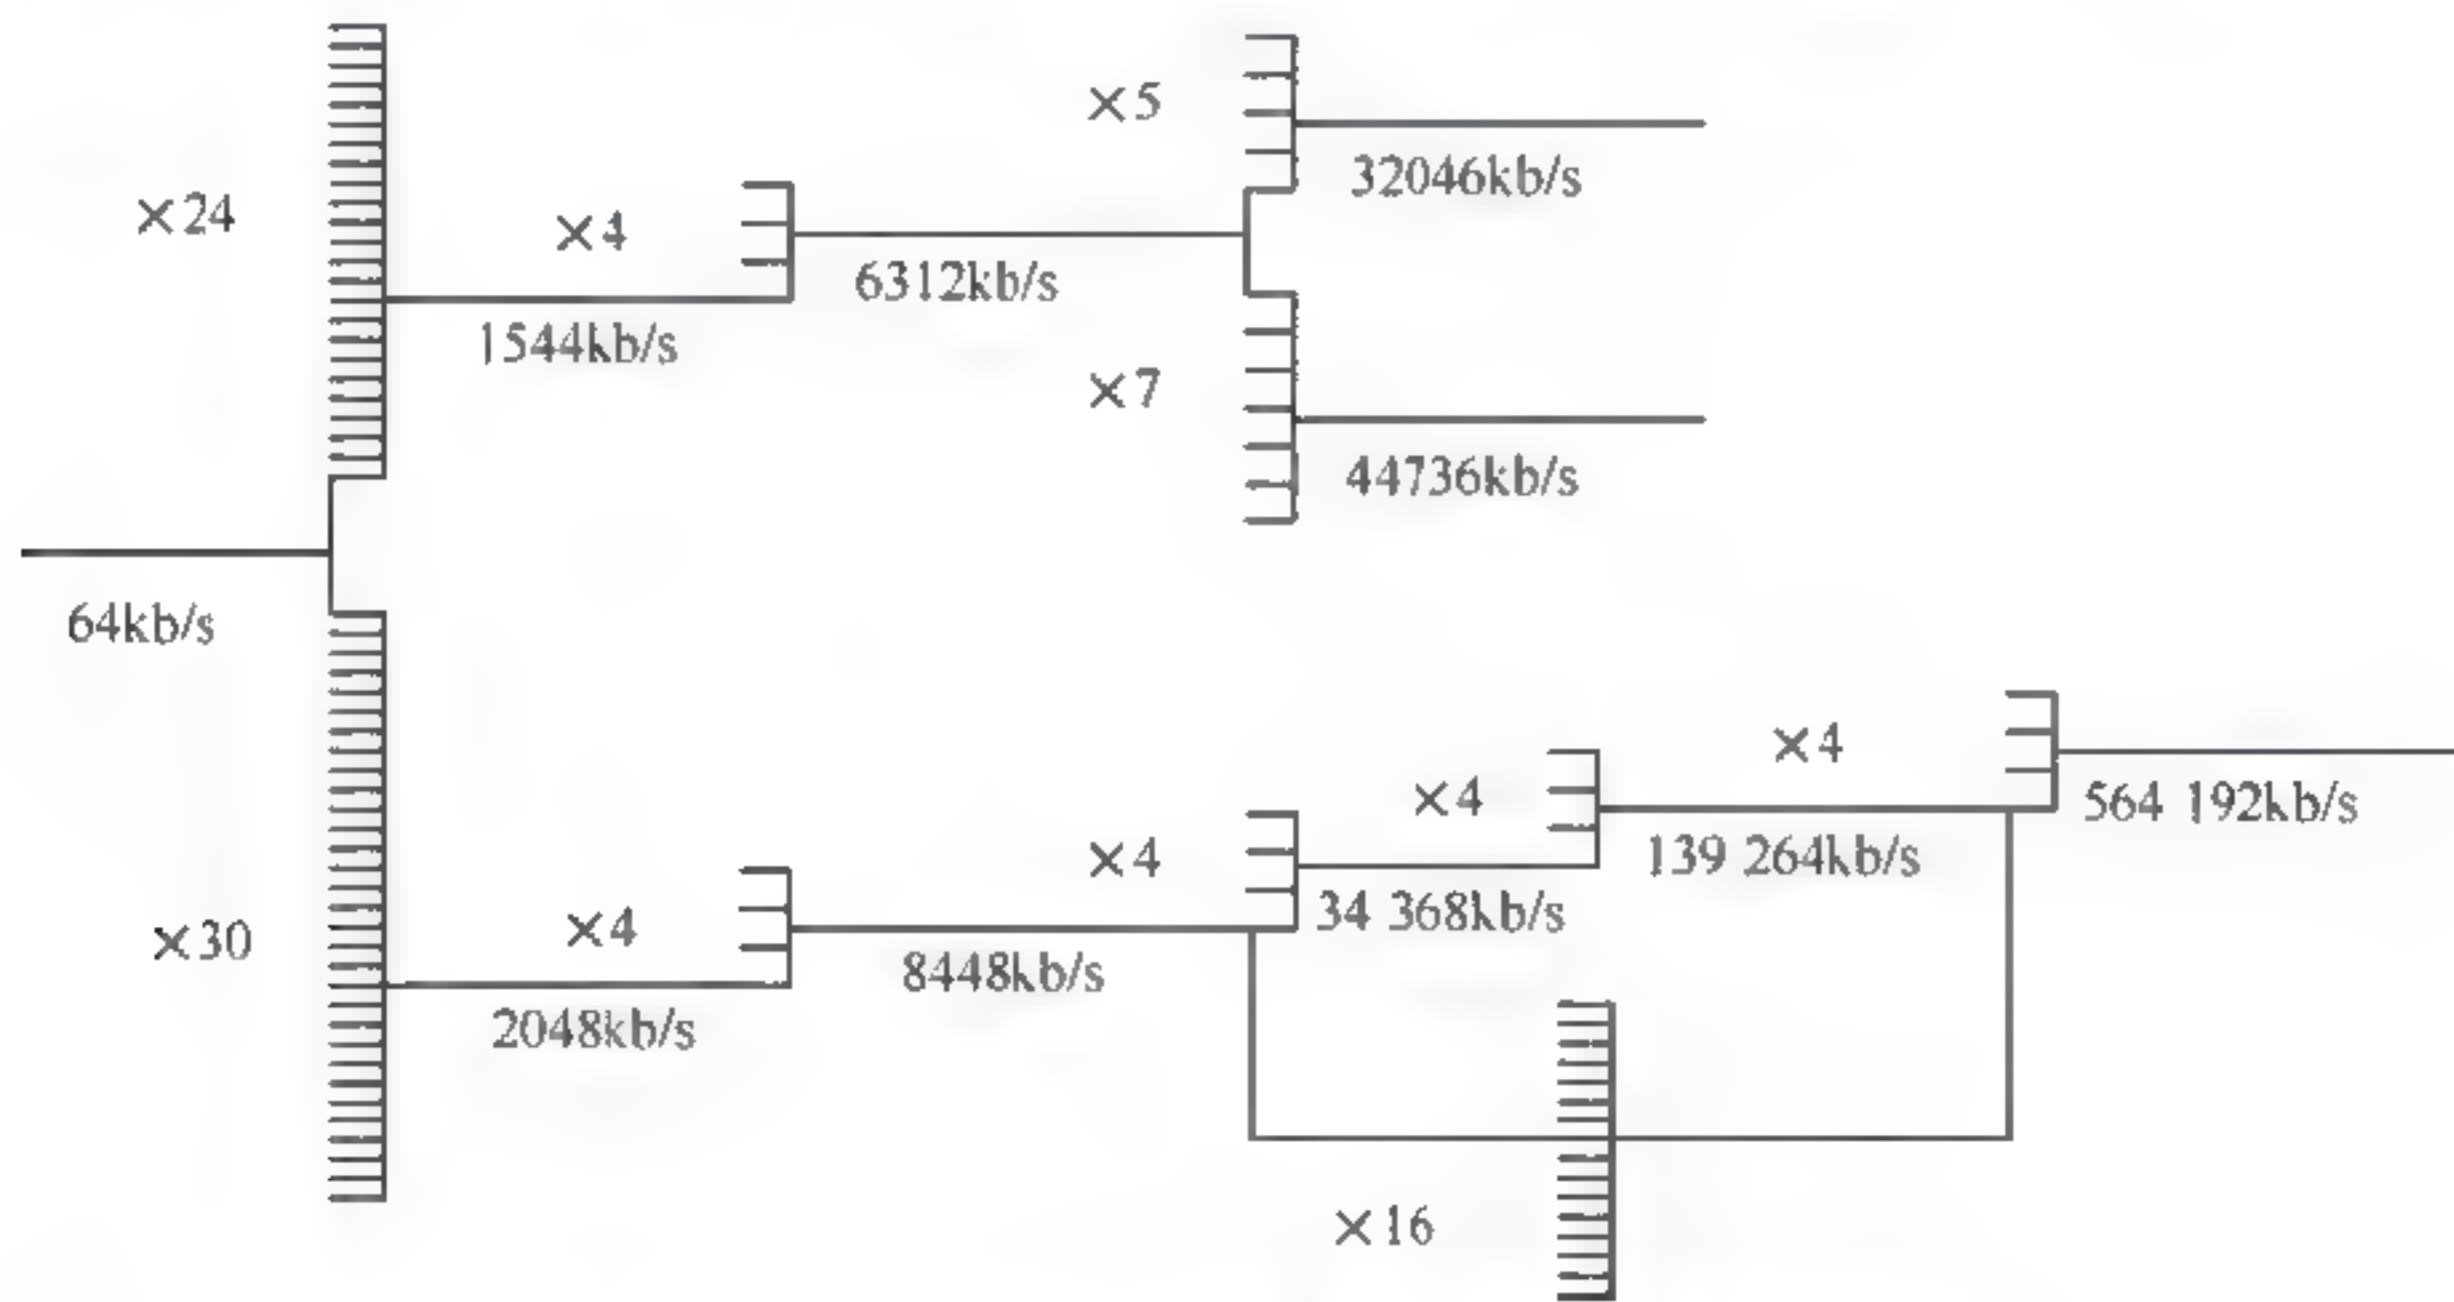 ×5
32046kb/s
×24
×4
6312kb/s
1544kb/s
×7
44736kb/s
64kb/s
×4
564 192kb/s
×4
139 264kb/s
×4
34 368kb/s
×30
×4
8448kb/s
2048kb/s
×16